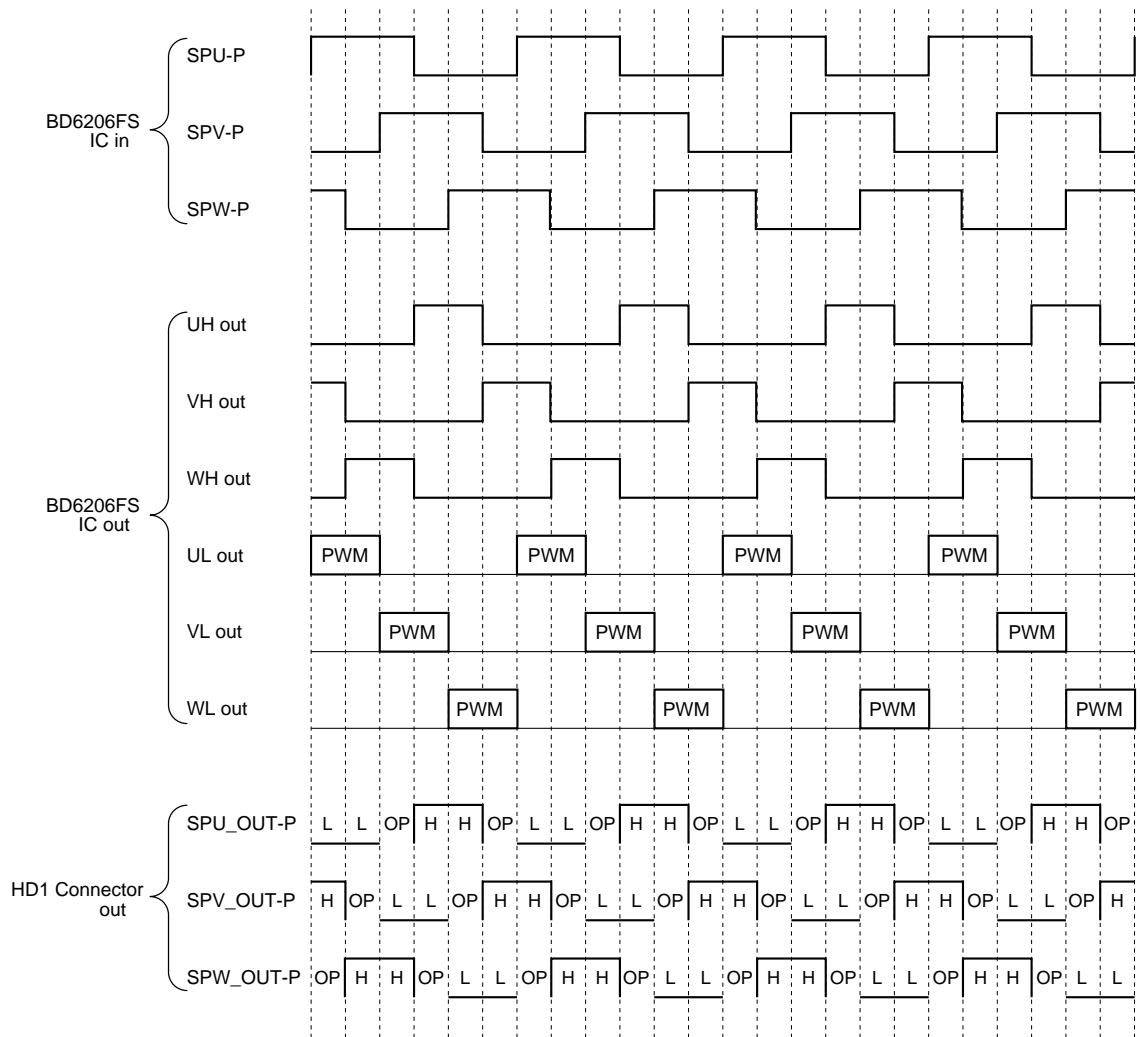 SPU-P
BD6206FS
IC in
SPV-P
SPW-P
UH out
VH out
WH out
BD6206FS
IC out
UL out
PWM PWM PWM PWM
VL out
PWM PWM PWM PWM
WL out
PWM PWM PWM PWM
SPU_OUT-P L L OP H H OP L L OP H H OP L L OP H H OP L L OP H H OP
HD1 Connector
out
SPV_OUT-P H OP L L OP H H OP L L OP H H OP L L OP H H OP L L OP H
SPW_OUT-P OP H H OP L L OP H H OP L L OP H H OP L L OP H H OP L L